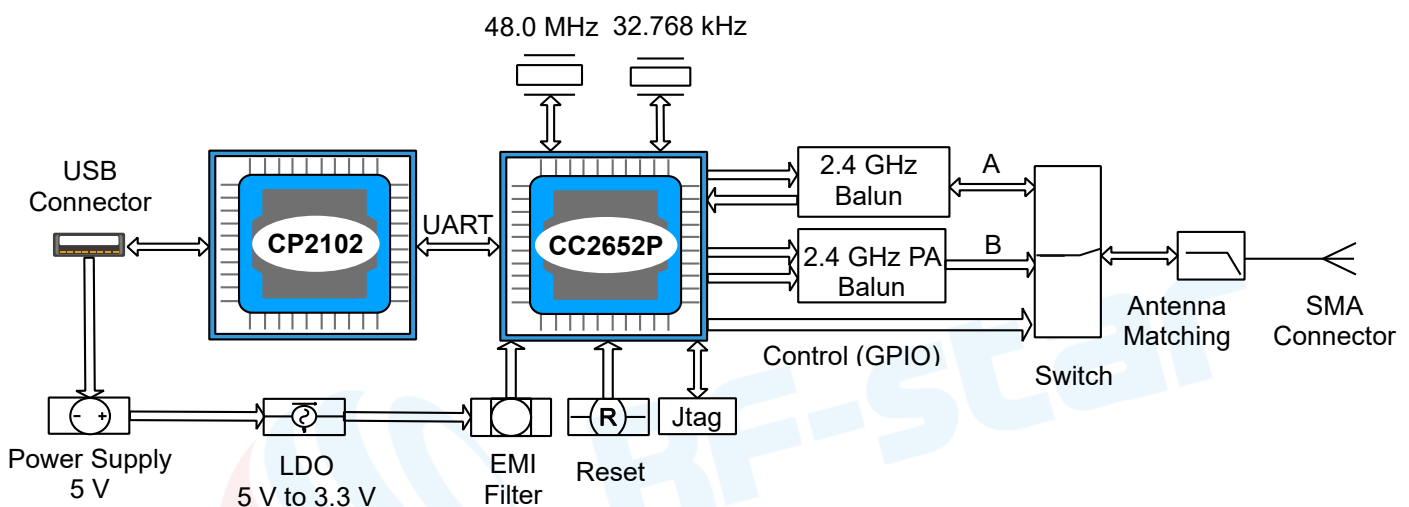 48.0 MHz 32.768 kHz
USB
Connector
CP2102
UART
CC2652P
2.4 GHz
Balun
A
2.4 GHz PA
Balun
B
Control (GPIO)
Switch
Antenna
Matching
SMA
Connector
Power Supply
5 V
LDO
5 V to 3.3 V
EMI
Filter
R
Reset
Jtag
RF-star